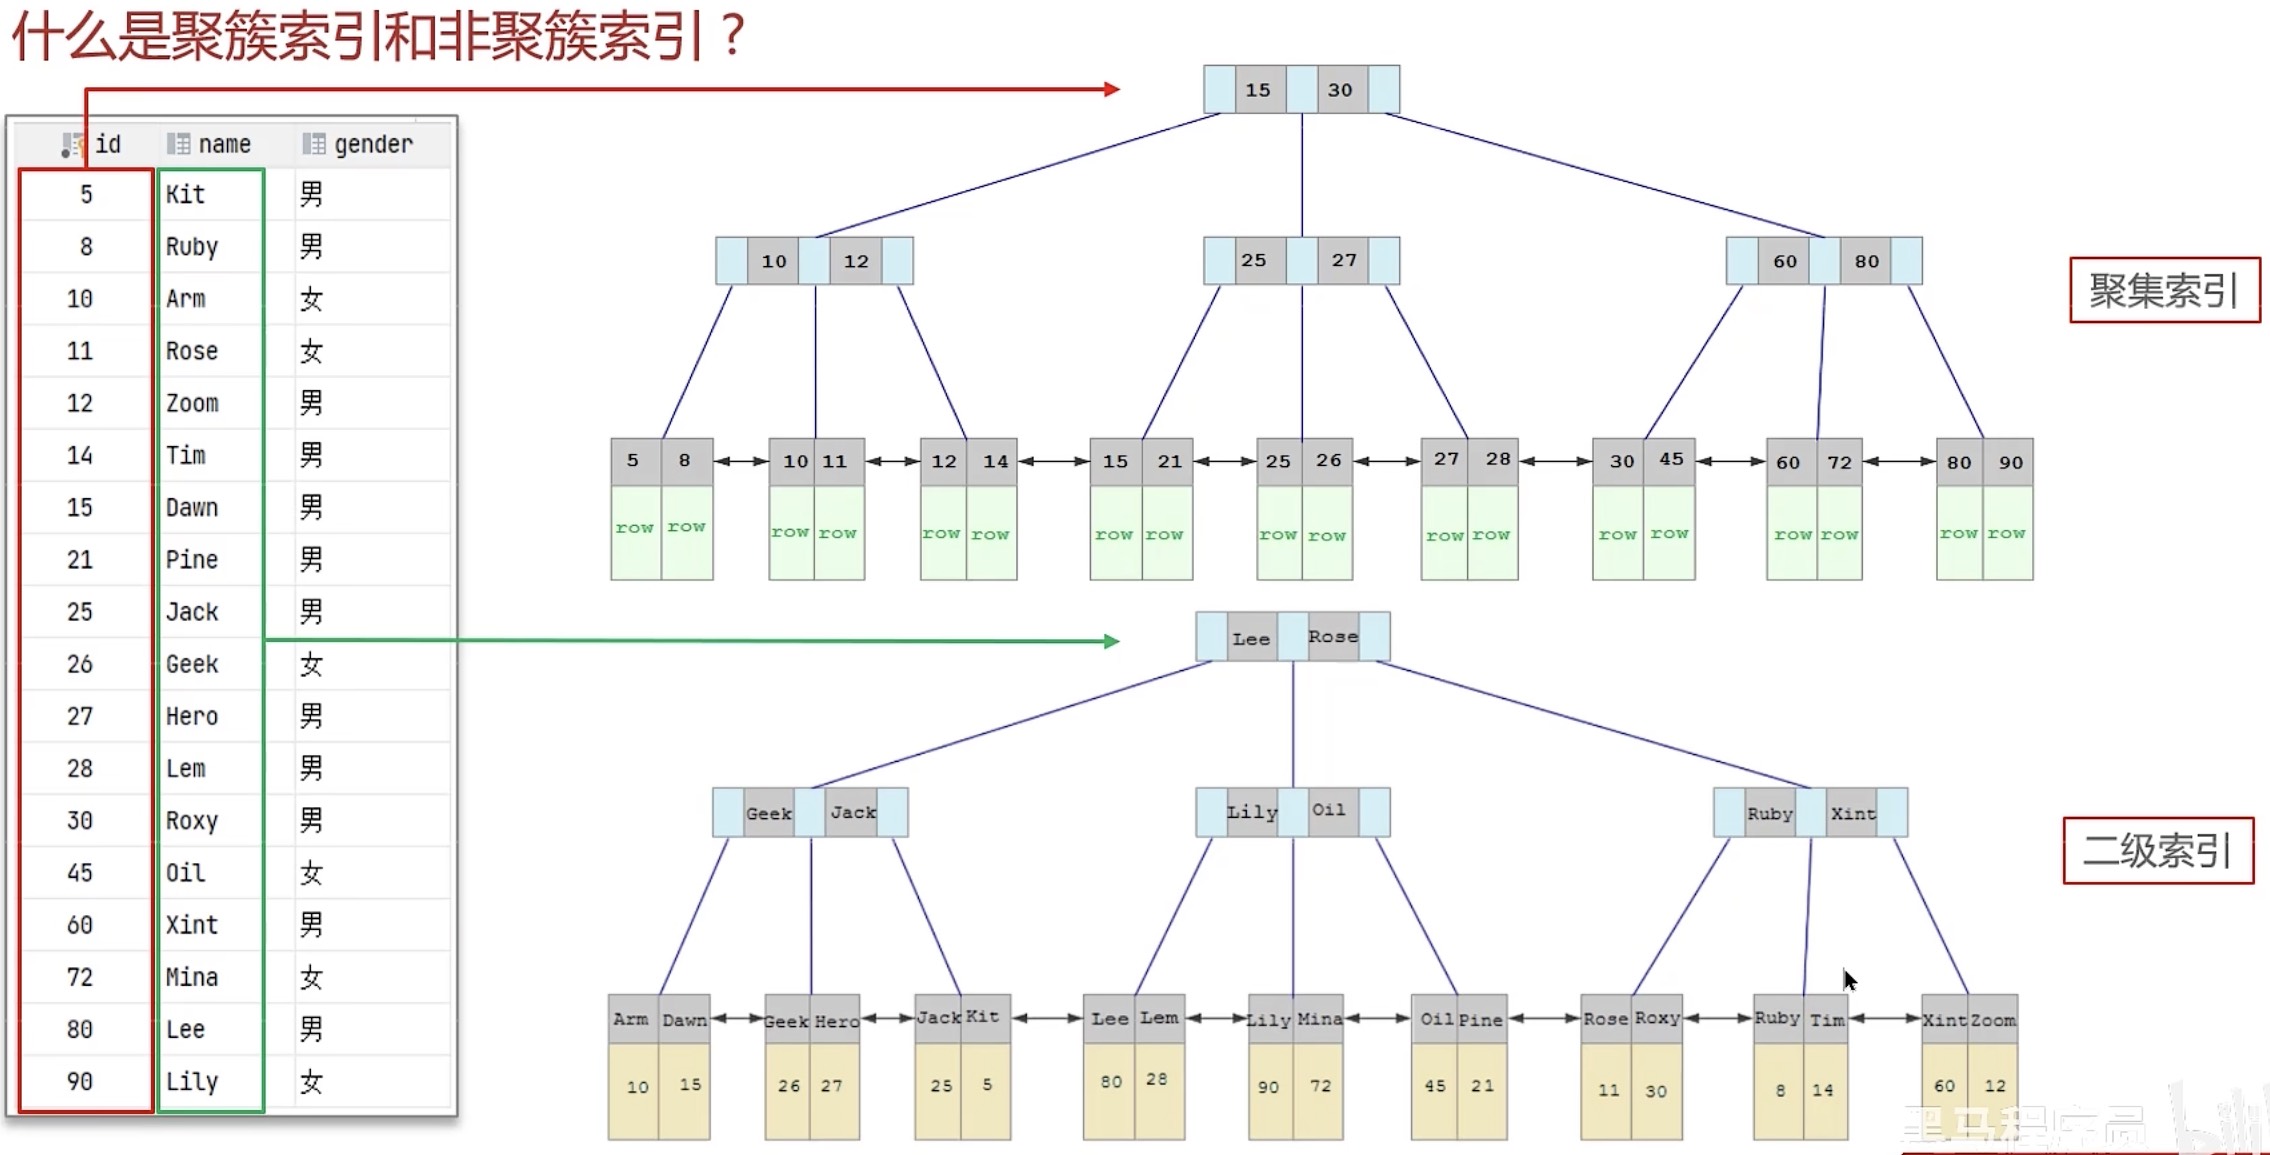 什么是聚簇索引和非聚簇索引？
id name gender
5 Kit 男
8 Ruby 男
10 Arm 女
11 Rose 女
12 Zoom 男
14 Tim 男
15 Dawn 男
21 Pine 男
25 Jack 男
26 Geek 女
27 Hero 男
28 Lem 男
30 Roxy 男
45 Oil 女
60 Xint 男
72 Mina 女
80 Lee 男
90 Lily 女
15 30
10 12 25 27 60 80
聚集索引
5 8 10 11 12 14 15 21 25 26 27 28 30 45 60 72 80 90
row row row row row row row row row row row row row row row row row row
Lee Rose
Geek Jack Lily Oil Ruby Xint
二级索引
Arm Dawn Geek Hero Jack Kit Lee Lem Lily Mina Oil Pine Rose Roxy Ruby Tim Xint Zoom
10 15 26 27 25 5 80 28 90 72 45 21 11 30 8 14 60 12
黑马程序员